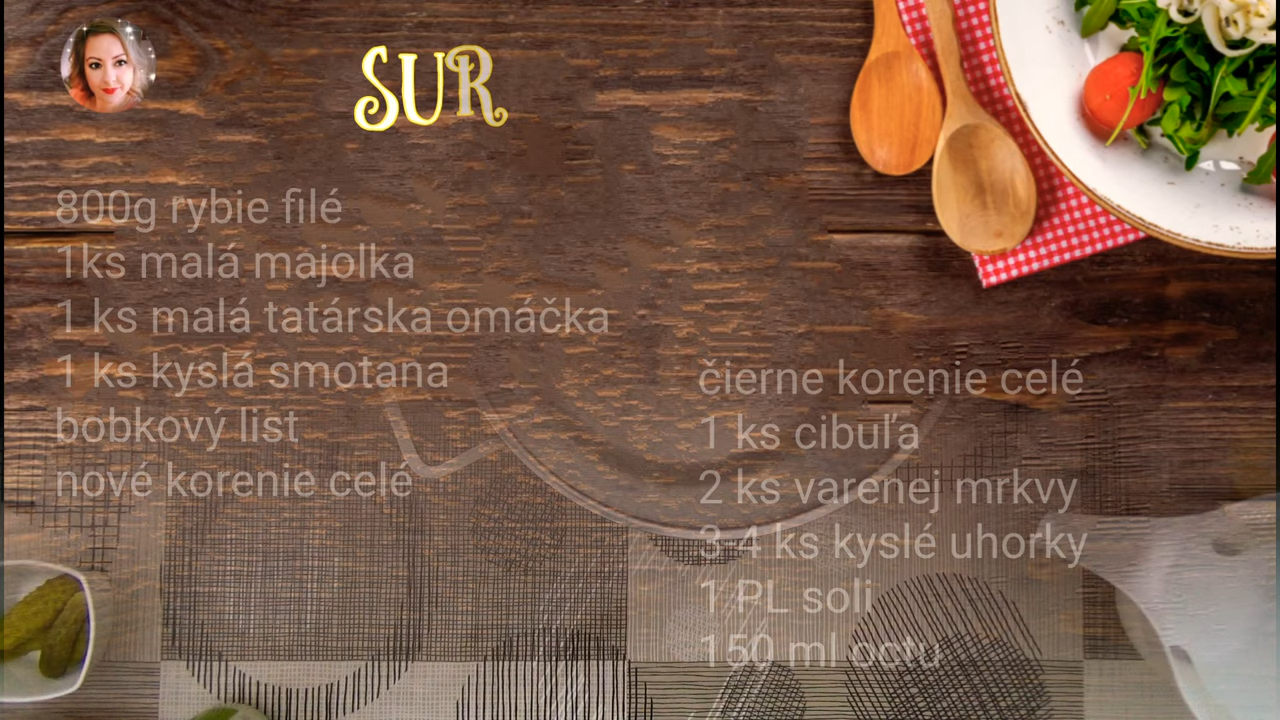 SUR
800g rybie filé
1ks malá majolka
1 ks malá tatárska omáčka
1 ks kyslá smotana
bobkový list
nové korenie celé
čierne korenie celé
1 ks cibuľa
2 ks varenej mrkvy
3-4 ks kyslé uhorky
1 PL soli
150 ml octu